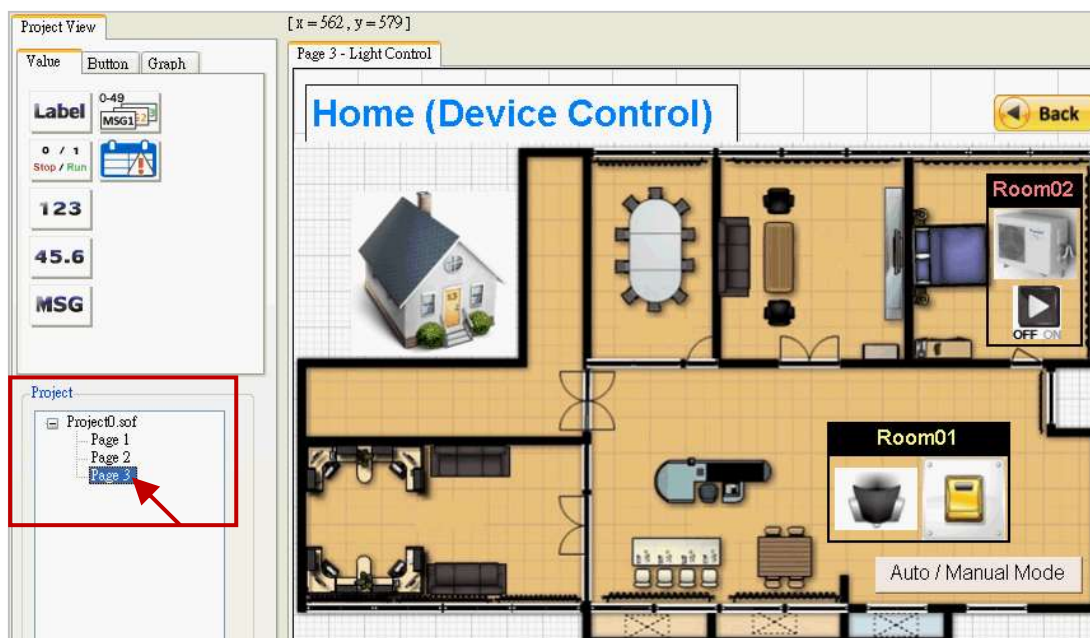 Project View
[ x = 562 , y = 579 ]
Value Button Graph
Page 3 - Light Control
Label
0-49
MSG1
0 / 1
Stop / Run
123
45.6
MSG
Home (Device Control)
Back
Room02
OFF ON
Project
Project0.sof
Page 1
Page 2
Page 3
Room01
Auto / Manual Mode